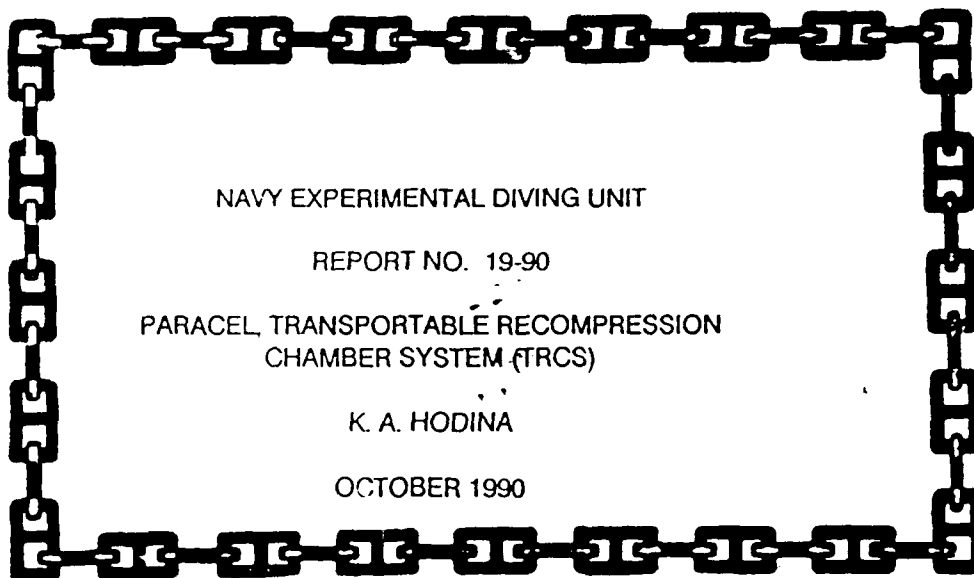 NAVY EXPERIMENTAL DIVING UNIT
REPORT NO. 19-90
PARACEL, TRANSPORTABLE RECOMPRESSION
CHAMBER SYSTEM (TRCS)
K. A. HODINA
OCTOBER 1990